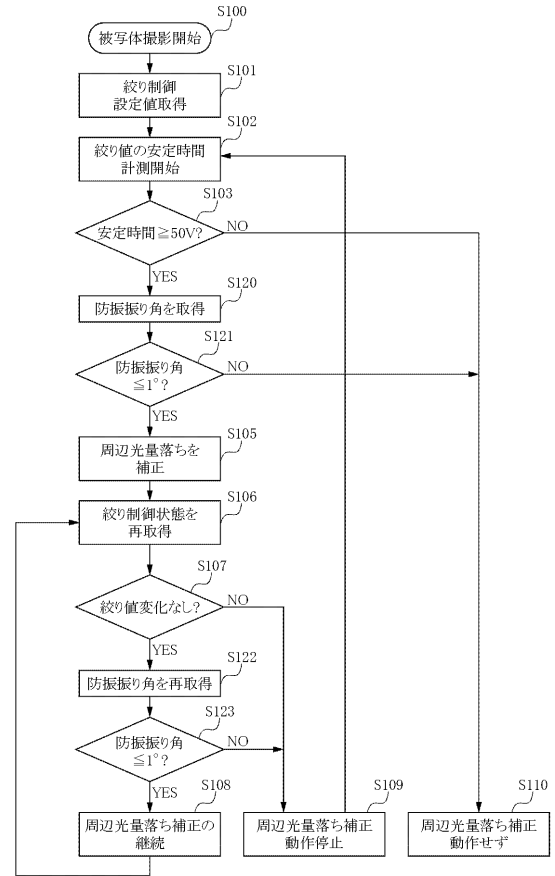 S100
被写体撮影開始
S101
絞り制御
設定値取得
S102
絞り値の安定時間
計測開始
S103
安定時間≧50V?
NO
YES
S120
防振振り角を取得
S121
防振振り角
≦1°?
NO
YES
S105
周辺光量落ちを
補正
S106
絞り制御状態を
再取得
S107
絞り値変化なし?
NO
YES
S122
防振振り角を再取得
S123
防振振り角
≦1°?
NO
YES
S108
周辺光量落ち補正の
継続
S109
周辺光量落ち補正
動作停止
S110
周辺光量落ち補正
動作せず